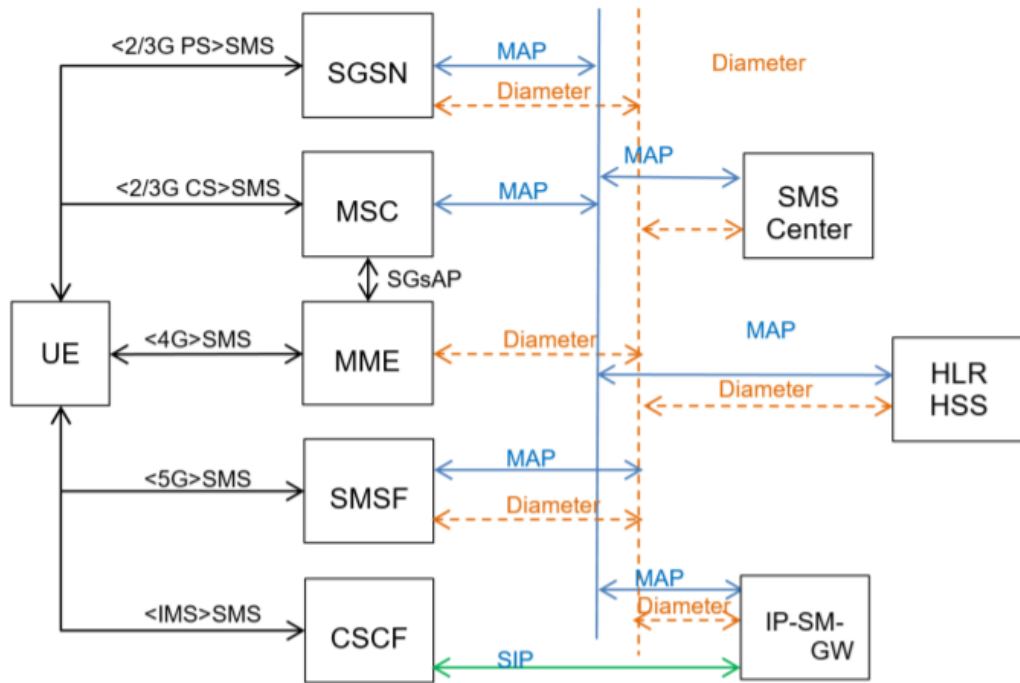 <2/3G PS>SMS
SGSN
MAP
Diameter
Diameter
<2/3G CS>SMS
MSC
MAP
MAP
SMS
Center
SGsAP
UE
<4G>SMS
MME
Diameter
MAP
Diameter
HLR
HSS
<5G>SMS
SMSF
MAP
Diameter
<IMS>SMS
CSCF
MAP
Diameter
IP-SM-
GW
SIP